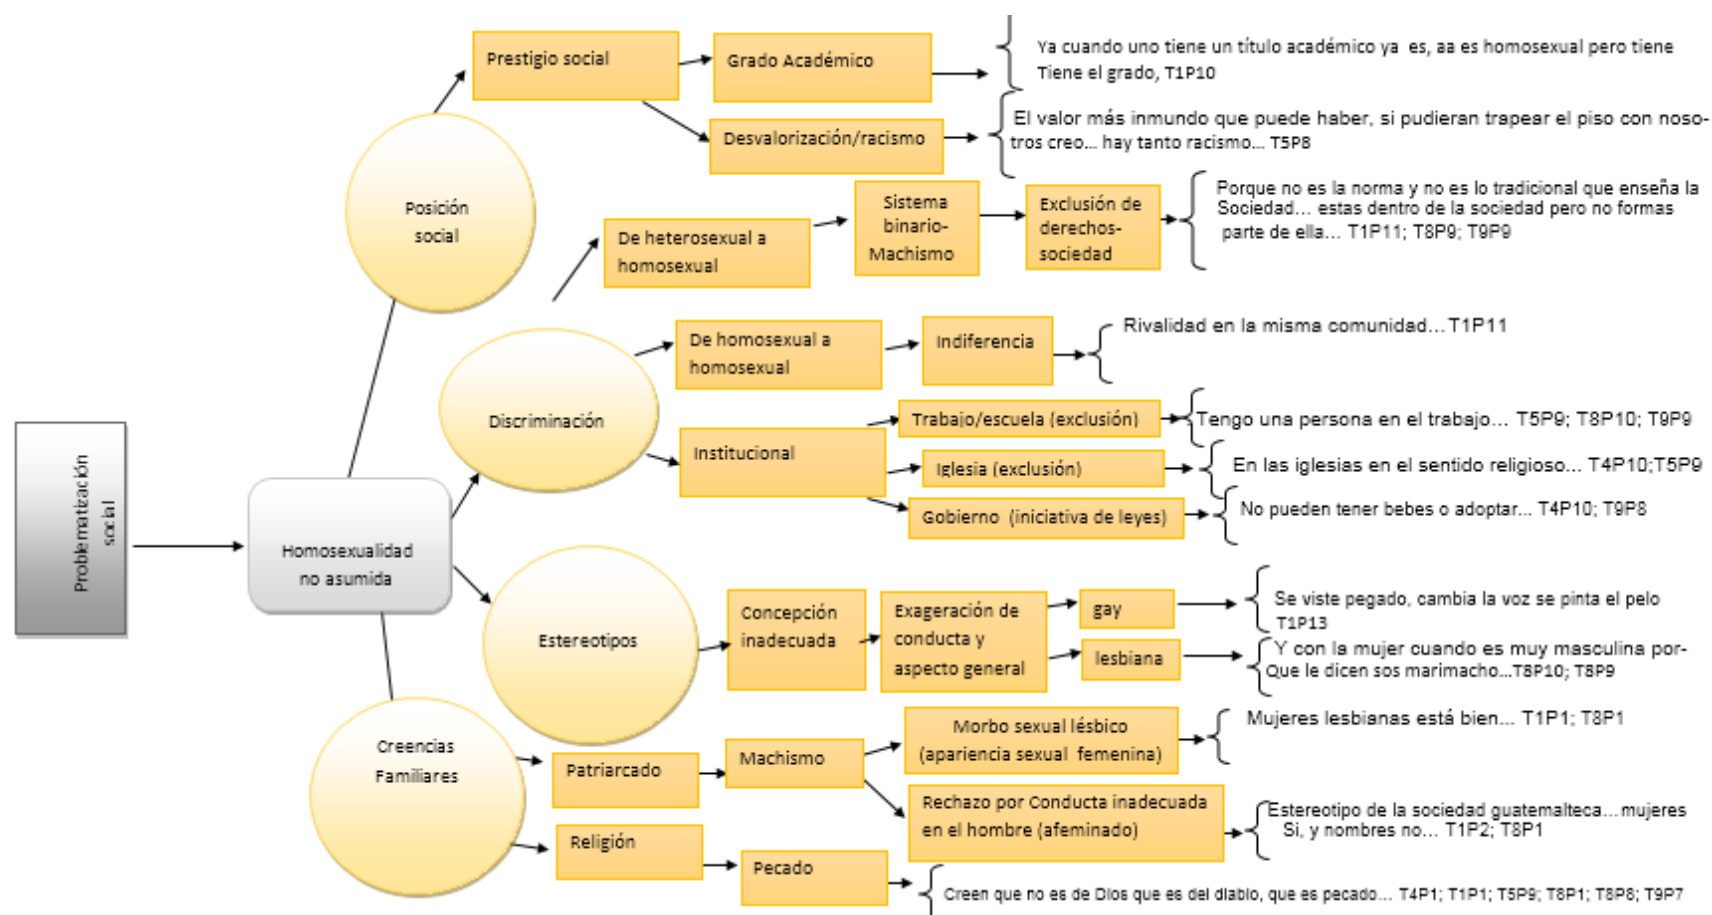 Problematización
social
Homosexualidad
no asumida
Posición
social
Prestigio social
Grado Académico
Ya cuando uno tiene un título académico ya es, aa es homosexual pero tiene
Tiene el grado, T1P10
Desvalorización/racismo
El valor más inmundo que puede haber, si pudieran trapear el piso con noso-
tros creo... hay tanto racismo... T5P8
Discriminación
De heterosexual a
homosexual
Sistema
binario-
Machismo
Exclusión de
derechos-
sociedad
Porque no es la norma y no es lo tradicional que enseña la
Sociedad... estas dentro de la sociedad pero no formas
parte de ella... T1P11; T8P9; T9P9
De homosexual a
homosexual
Indiferencia
Rivalidad en la misma comunidad...T1P11
Institucional
Trabajo/escuela (exclusión)
Tengo una persona en el trabajo... T5P9; T8P10; T9P9
Iglesia (exclusión)
En las iglesias en el sentido religioso... T4P10;T5P9
Gobierno (iniciativa de leyes)
No pueden tener bebes o adoptar... T4P10; T9P8
Estereotipos
Concepción
inadecuada
Exageración de
conducta y
aspecto general
gay
Se viste pegado, cambia la voz se pinta el pelo
T1P13
lesbiana
Y con la mujer cuando es muy masculina por-
Que le dicen sos marimacho...T8P10; T8P9
Creencias
Familiares
Patriarcado
Machismo
Morbo sexual lésbico
(apariencia sexual femenina)
Mujeres lesbianas está bien... T1P1; T8P1
Rechazo por Conducta inadecuada
en el hombre (afeminado)
Estereotipo de la sociedad guatemalteca...mujeres
Si, y nombres no... T1P2; T8P1
Religión
Pecado
Creen que no es de Dios que es del diablo, que es pecado... T4P1; T1P1; T5P9; T8P1; T8P8; T9P7